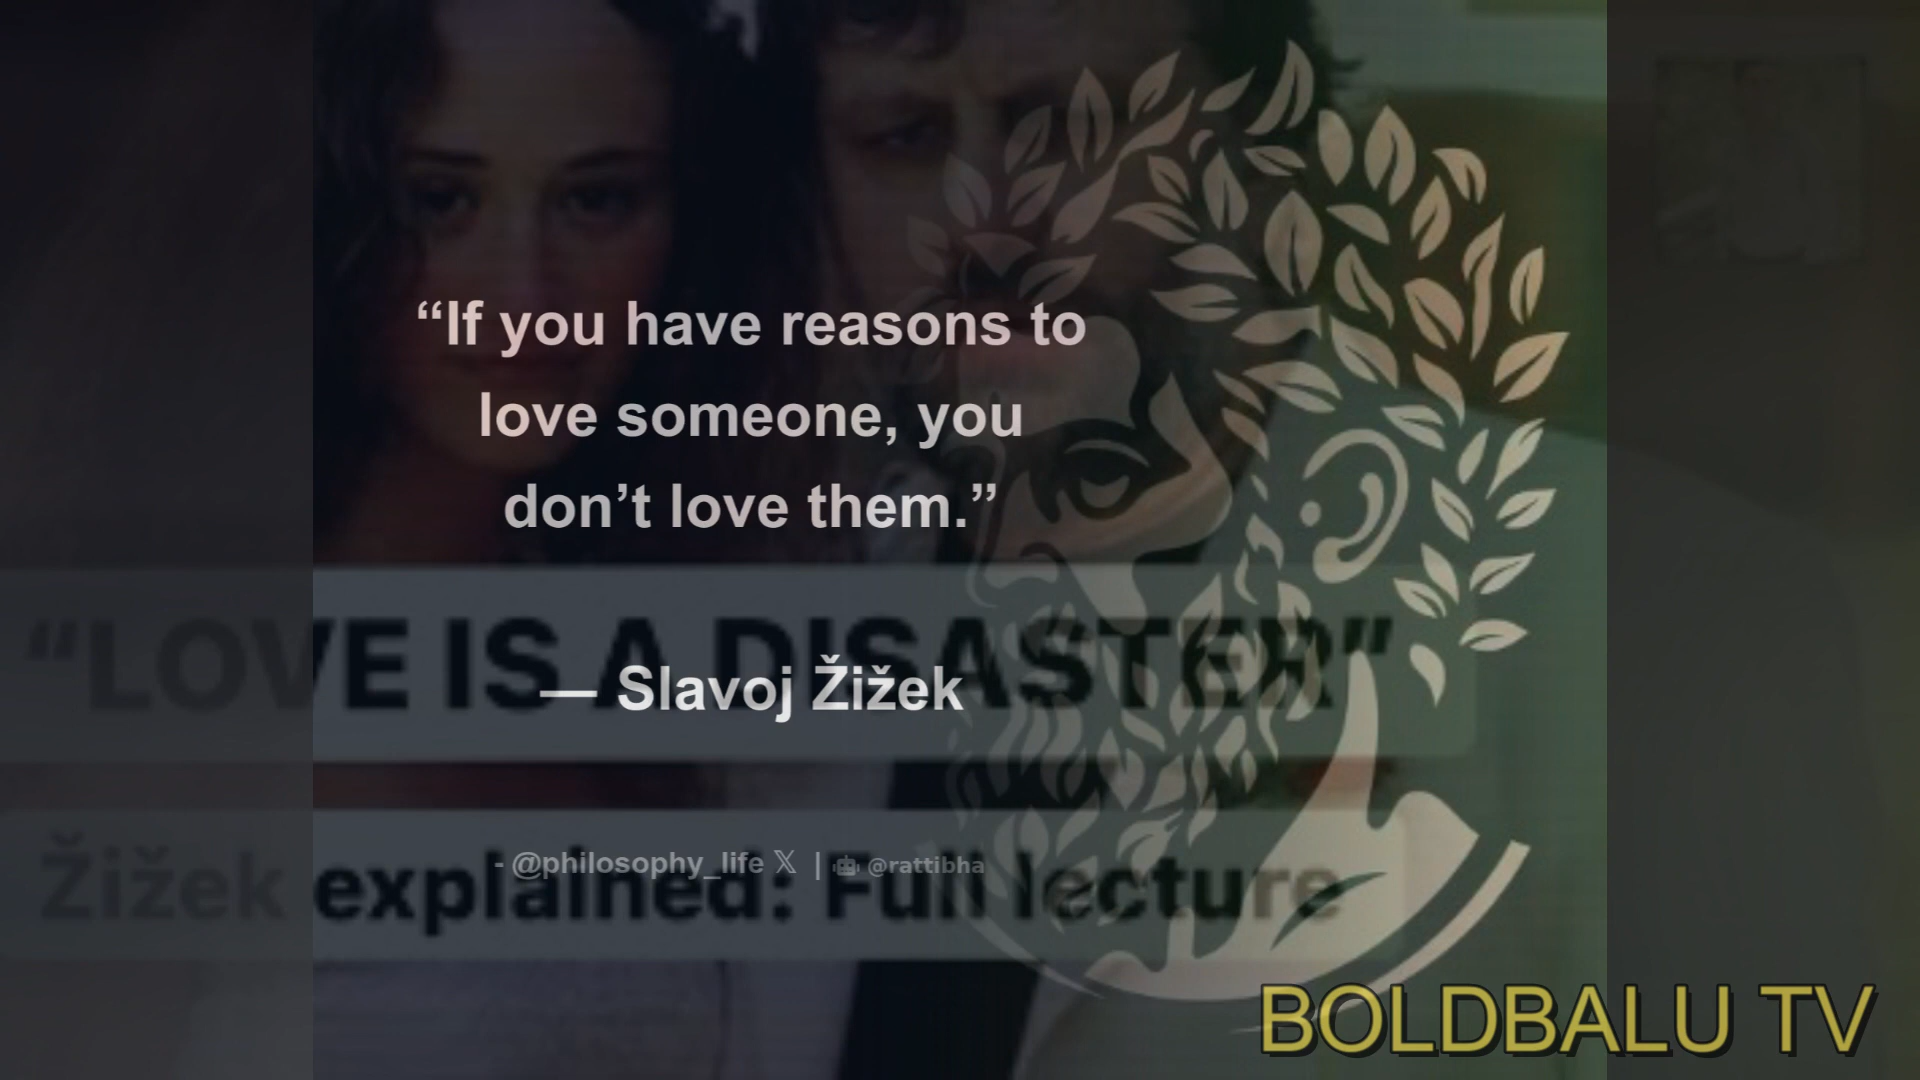 “If you have reasons to
love someone, you
don’t love them.”
“LOVE IS A DISASTER”
— Slavoj Žižek
- @philosophy_life 𝕏 | @rattibha
Žižek explained: Full lecture
BOLDBALU TV